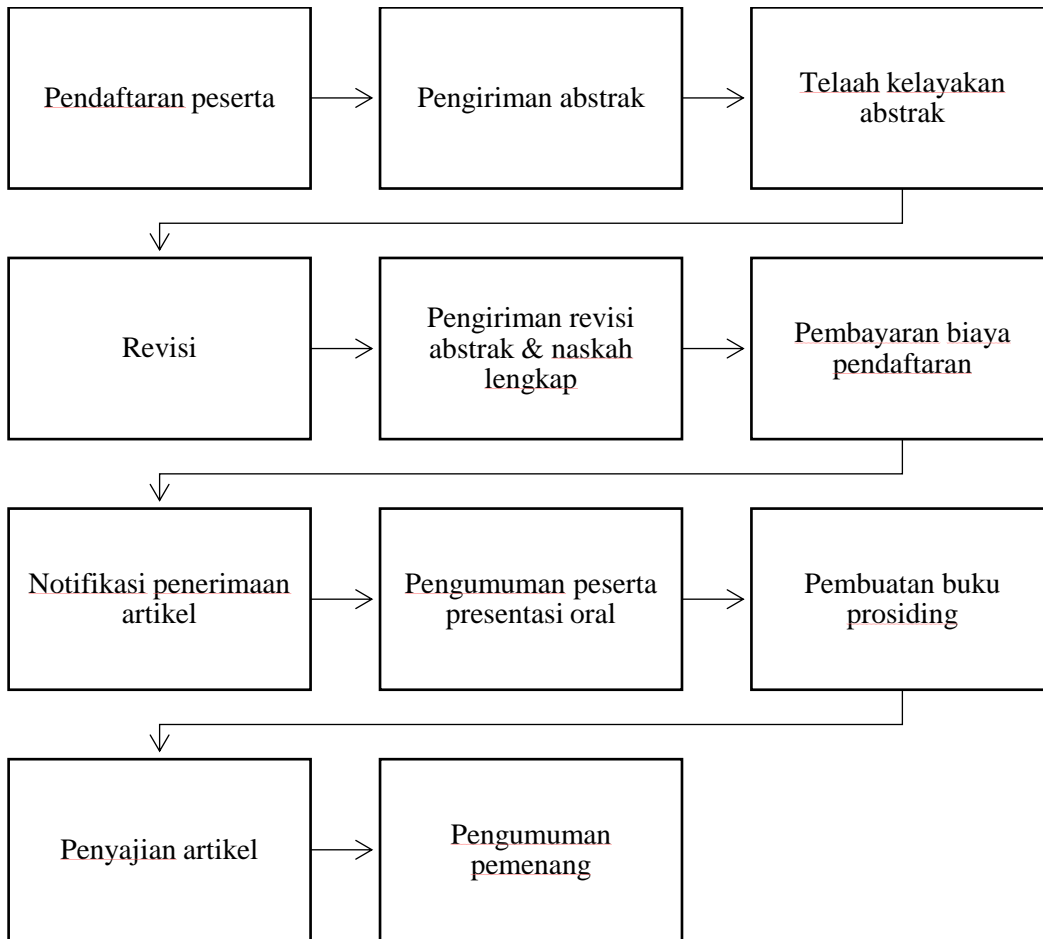 Pendaftaran peserta
Pengiriman abstrak
Telaah kelayakan
abstrak
Revisi
Pengiriman revisi
abstrak & naskah
lengkap
Pembayaran biaya
pendaftaran
Notifikasi penerimaan
artikel
Pengumuman peserta
presentasi oral
Pembuatan buku
prosiding
Penyajian artikel
Pengumuman
pemenang